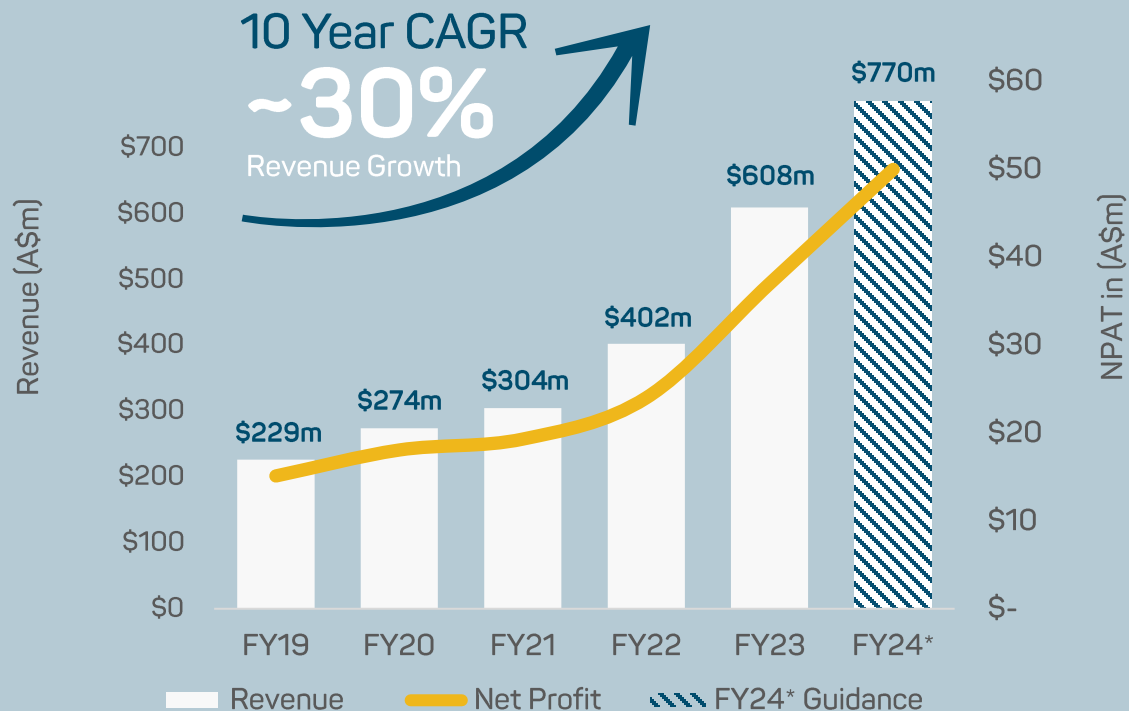 10 Year CAGR
~30%
Revenue Growth
Revenue (A$m)
$700
$600
$500
$400
$300
$200
$100
$0
$229m
$274m
$304m
$402m
$608m
$770m
$60
$50
$40
$30
$20
$10
$-
NPAT in (A$m)
FY19 FY20 FY21 FY22 FY23 FY24*
Revenue Net Profit FY24* Guidance